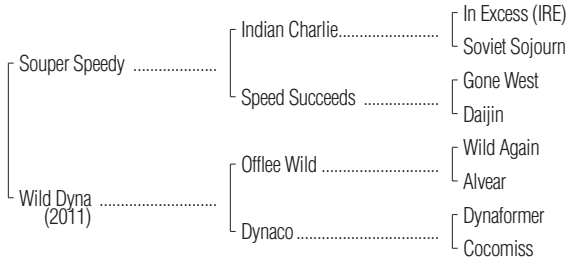 In Excess (IRE)
Indian Charlie.......................
Soviet Sojourn
Souper Speedy ...................
Gone West
Speed Succeeds .................
Daijin
Wild Again
Offlee Wild ..........................
Alvear
Wild Dyna ..........................
(2011)
Dynaformer
Dynaco................................
Cocomiss